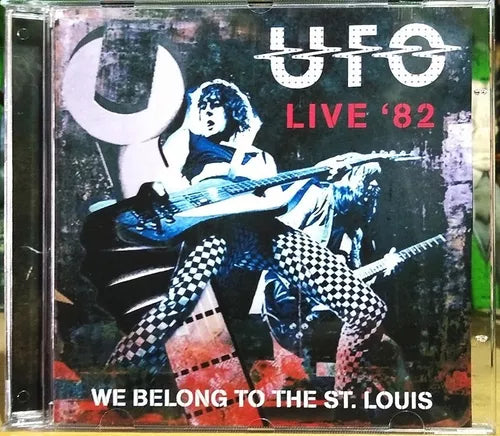 UFO
LIVE '82
WE BELONG TO THE ST. LOUIS